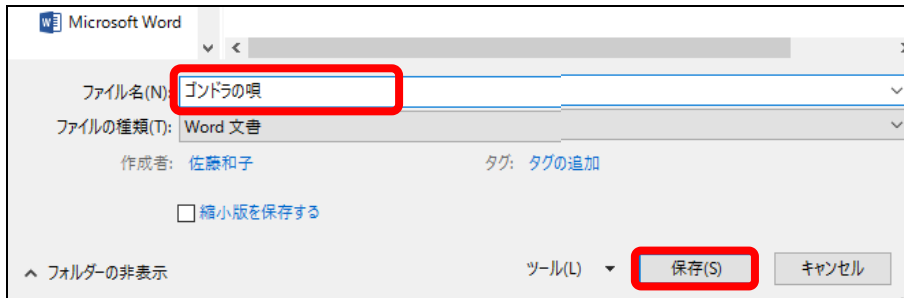 Microsoft Word
ファイル名(N): ゴンドラの唄
ファイルの種類(T): Word 文書
作成者: 佐藤和子 タグ: タグの追加
縮小版を保存する
フォルダーの非表示 ツール(L) 保存(S) キャンセル